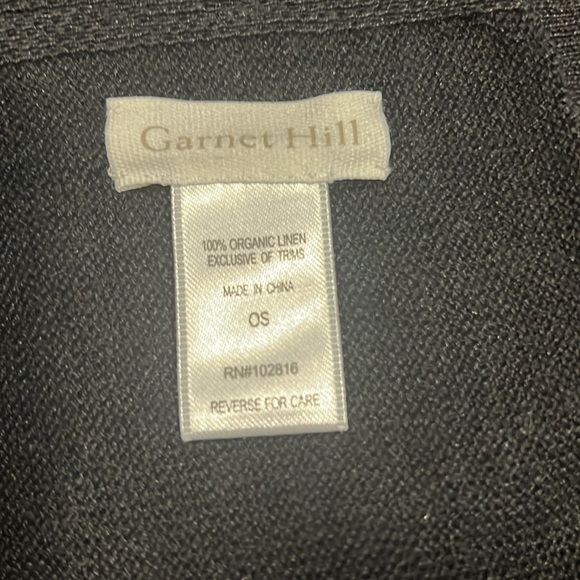 Garnet Hill
100% ORGANIC LINEN
EXCLUSIVE OF TRIMS
MADE IN CHINA
OS
RN#102816
REVERSE FOR CARE